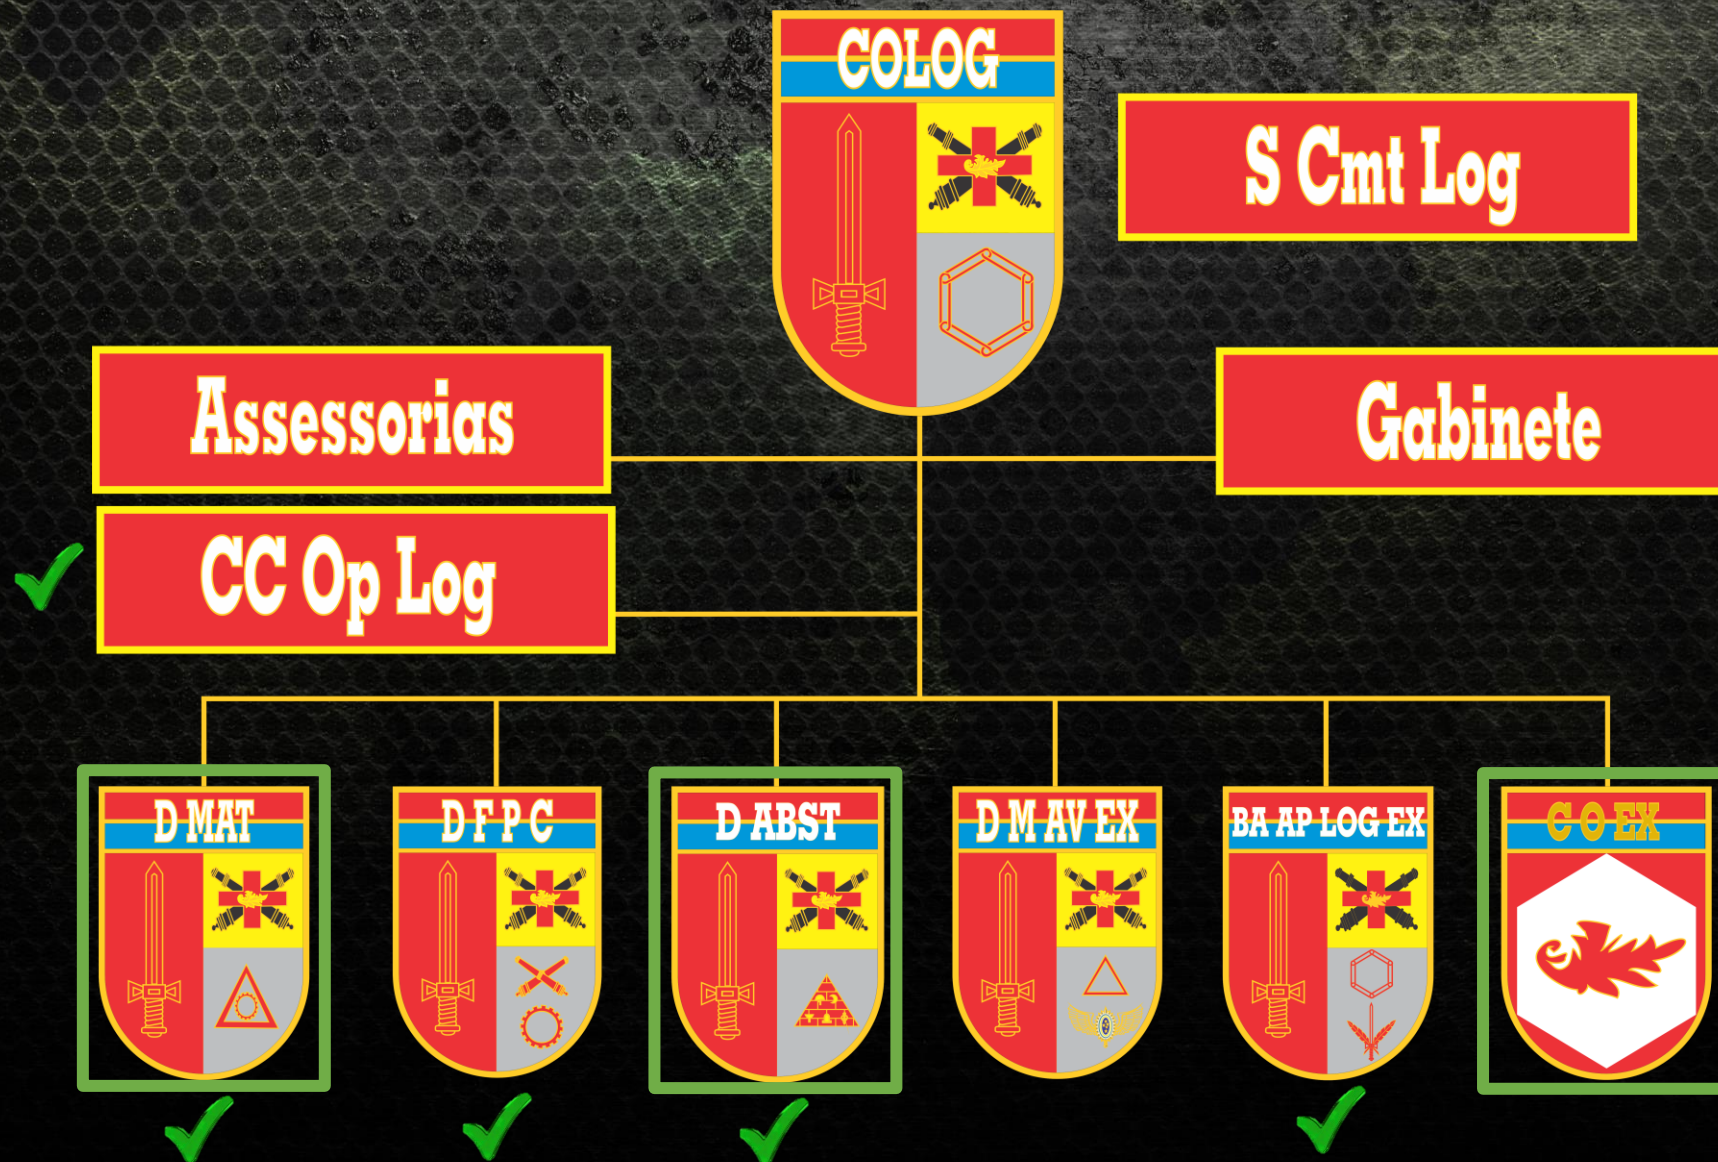 COLOG
S Cmt Log
Assessorias
Gabinete
CC Op Log
D MAT
D F P C
D ABST
D M AV EX
BA AP LOG EX
C O EX